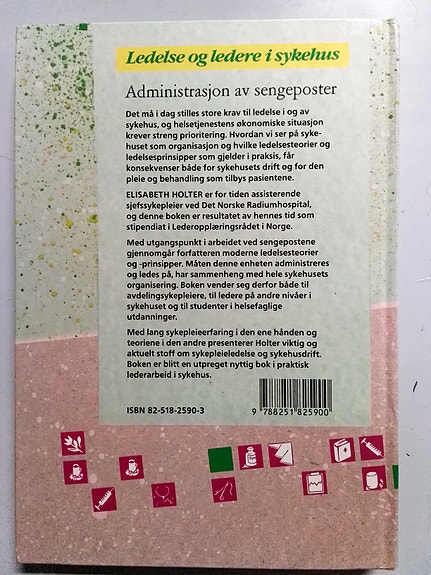 Ledelse og ledere i sykehus
Administrasjon av sengeposter
Det må i dag stilles store krav til ledelse i og av
sykehus, og helsetjenestens økonomiske situasjon
krever streng prioritering. Hvordan vi ser på syke-
huset som organisasjon og hvilke ledelsesteorier og
ledelsesprinsipper som gjelder i praksis, får
konsekvenser både for sykehusets drift og for den
pleie og behandling som tilbys pasientene.
ELISABETH HOLTER er for tiden assisterende
sjefssykepleier ved Det Norske Radiumhospital,
og denne boken er resultatet av hennes tid som
stipendiat i Lederopplæringsrådet i Norge.
Med utgangspunkt i arbeidet ved sengepostene
gjennomgår forfatteren moderne ledelsesteorier
og -prinsipper. Måten denne enheten administreres
og ledes på, har sammenheng med hele sykehusets
organisering. Boken vender seg derfor både til
avdelingsykepleiere, til ledere på andre nivåer i
sykehuset og til studenter i helsefaglige
utdanninger.
Med lang sykepleieerfaring i den ene hånden og
teoriene i den andre presenterer Holter viktig og
aktuelt stoff om sykepleieledelse og sykehusdrift.
Boken er blitt en utpreget nyttig bok i praktisk
lederarbeid i sykehus.
ISBN 82-518-2590-3
9 788251 825900